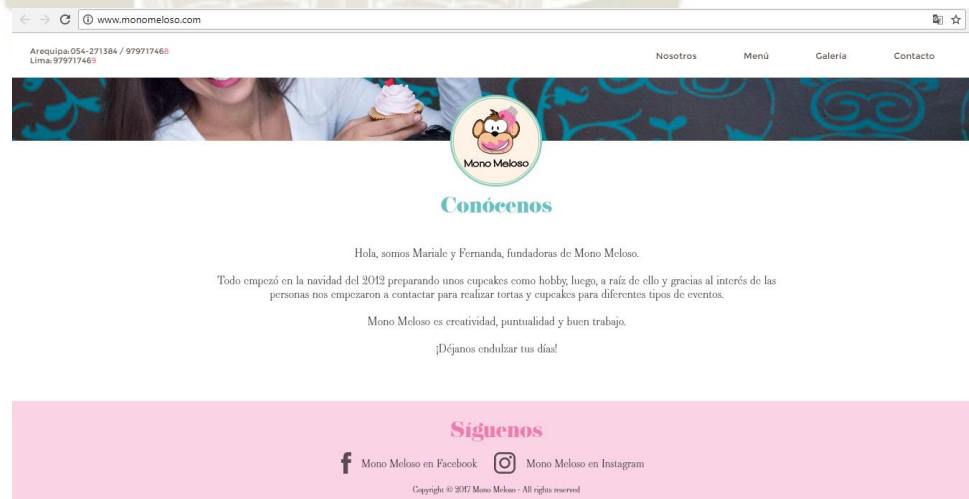 www.monomeloso.com
Arequipa: 054-271384 / 979717468
Lima: 979717469
Nosotros Menú Galería Contacto
Mono Meloso
Conócenos
Hola, somos Mariale y Fernanda, fundadoras de Mono Meloso.
Todo empezó en la navidad del 2012 preparando unos cupcakes como hobby, luego, a raíz de ello y gracias al interés de las
personas nos empezaron a contactar para realizar tortas y cupcakes para diferentes tipos de eventos.
Mono Meloso es creatividad, puntualidad y buen trabajo.
¡Déjanos endulzar tus días!
Síguenos
Mono Meloso en Facebook Mono Meloso en Instagram
Copyright © 2017 Mono Meloso - All rights reserved